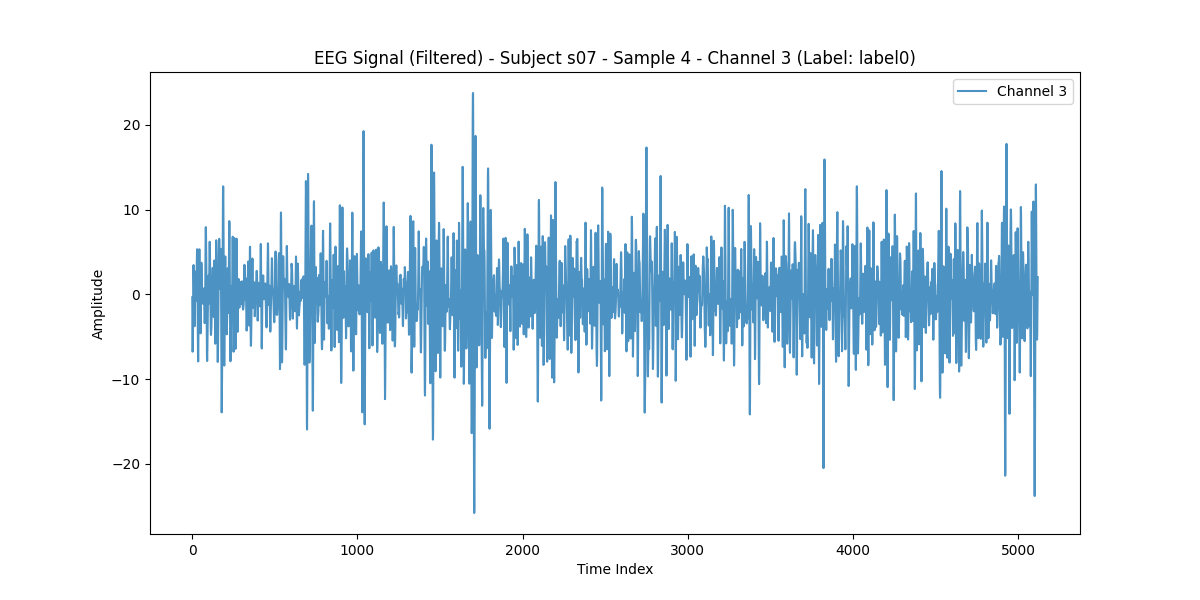 EEG Signal (Filtered) - Subject s07 - Sample 4 - Channel 3 (Label: label0)
Channel 3
20
10
0
−10
−20
Amplitude
0 1000 2000 3000 4000 5000
Time Index